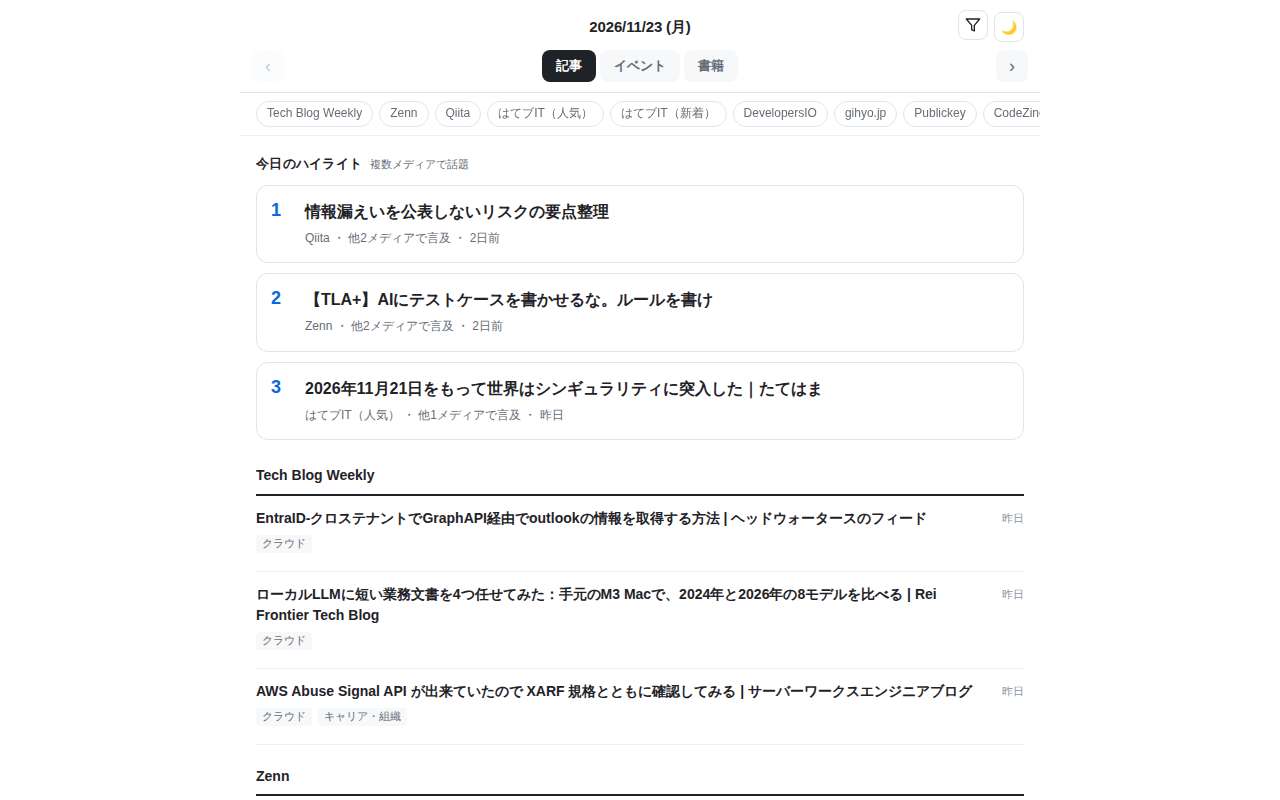 2026/11/23 (月)
記事 イベント 書籍
Tech Blog Weekly Zenn Qiita はてブIT（人気） はてブIT（新着） DevelopersIO gihyo.jp Publickey CodeZin
今日のハイライト 複数メディアで話題
1 情報漏えいを公表しないリスクの要点整理
Qiita ・ 他2メディアで言及 ・ 2日前
2 【TLA+】AIにテストケースを書かせるな。ルールを書け
Zenn ・ 他2メディアで言及 ・ 2日前
3 2026年11月21日をもって世界はシンギュラリティに突入した｜たてはま
はてブIT（人気） ・ 他1メディアで言及 ・ 昨日
Tech Blog Weekly
EntraID-クロステナントでGraphAPI経由でoutlookの情報を取得する方法 | ヘッドウォータースのフィード 昨日
クラウド
ローカルLLMに短い業務文書を4つ任せてみた：手元のM3 Macで、2024年と2026年の8モデルを比べる | Rei 昨日
Frontier Tech Blog
クラウド
AWS Abuse Signal API が出来ていたので XARF 規格とともに確認してみる | サーバーワークスエンジニアブログ 昨日
クラウド キャリア・組織
Zenn